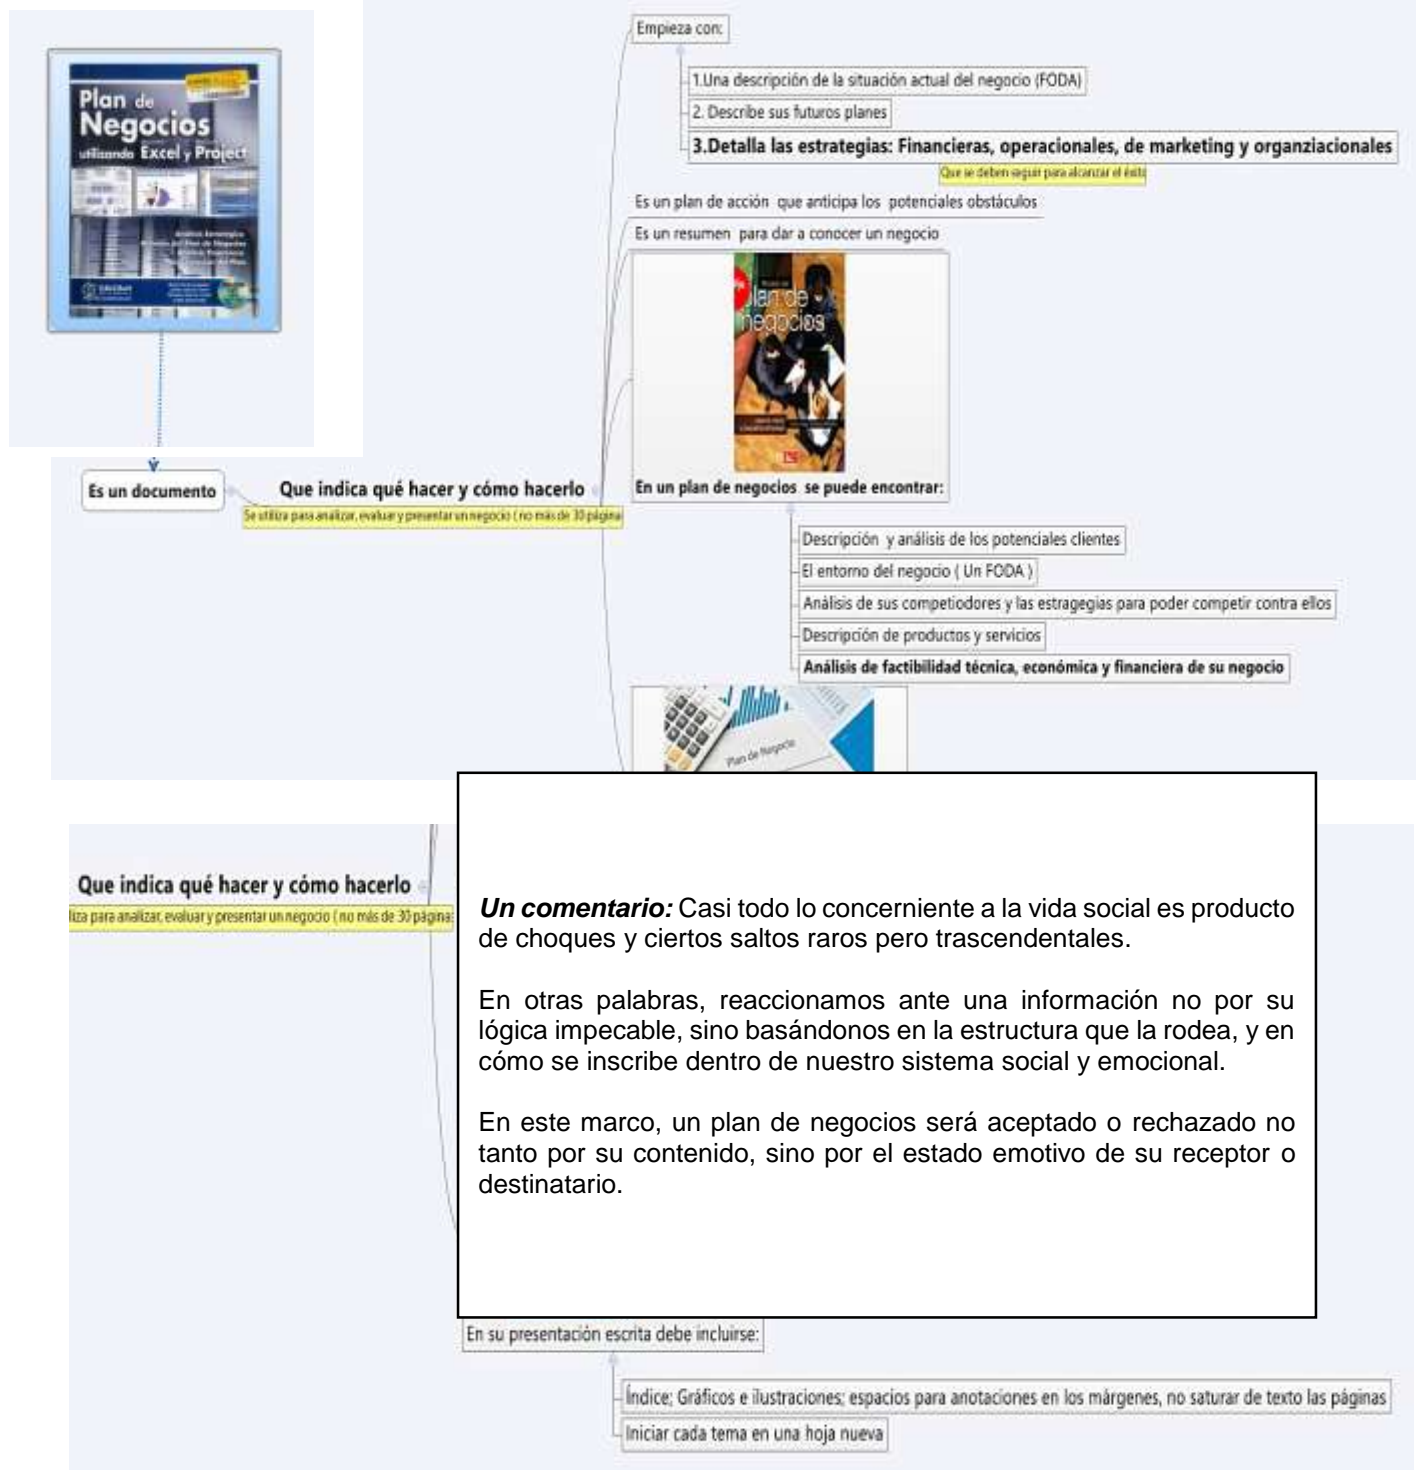 Plan de
Negocios
utilizando Excel y Project
Empieza con:
1.Una descripción de la situación actual del negocio (FODA)
2. Describe sus futuros planes
3.Detalla las estrategias: Financieras, operacionales, de marketing y organziacionales
Que se deben seguir para alcanzar el éxito
Es un plan de acción que anticipa los potenciales obstáculos
Es un resumen para dar a conocer un negocio
plan de
negocios
Es un documento
Que indica qué hacer y cómo hacerlo
Se utiliza para analizar, evaluar y presentar un negocio ( no más de 30 página
En un plan de negocios se puede encontrar:
Descripción y análisis de los potenciales clientes
El entorno del negocio ( Un FODA )
Análisis de sus competiodores y las estragegias para poder competir contra ellos
Descripción de productos y servicios
Análisis de factibilidad técnica, económica y financiera de su negocio
Plan de Negocio
Que indica qué hacer y cómo hacerlo
liza para analizar, evaluar y presentar un negocio ( no más de 30 página
Un comentario: Casi todo lo concerniente a la vida social es producto
de choques y ciertos saltos raros pero trascendentales.
En otras palabras, reaccionamos ante una información no por su
lógica impecable, sino basándonos en la estructura que la rodea, y en
cómo se inscribe dentro de nuestro sistema social y emocional.
En este marco, un plan de negocios será aceptado o rechazado no
tanto por su contenido, sino por el estado emotivo de su receptor o
destinatario.
En su presentación escrita debe incluirse:
Índice; Gráficos e ilustraciones; espacios para anotaciones en los márgenes, no saturar de texto las páginas
Iniciar cada tema en una hoja nueva